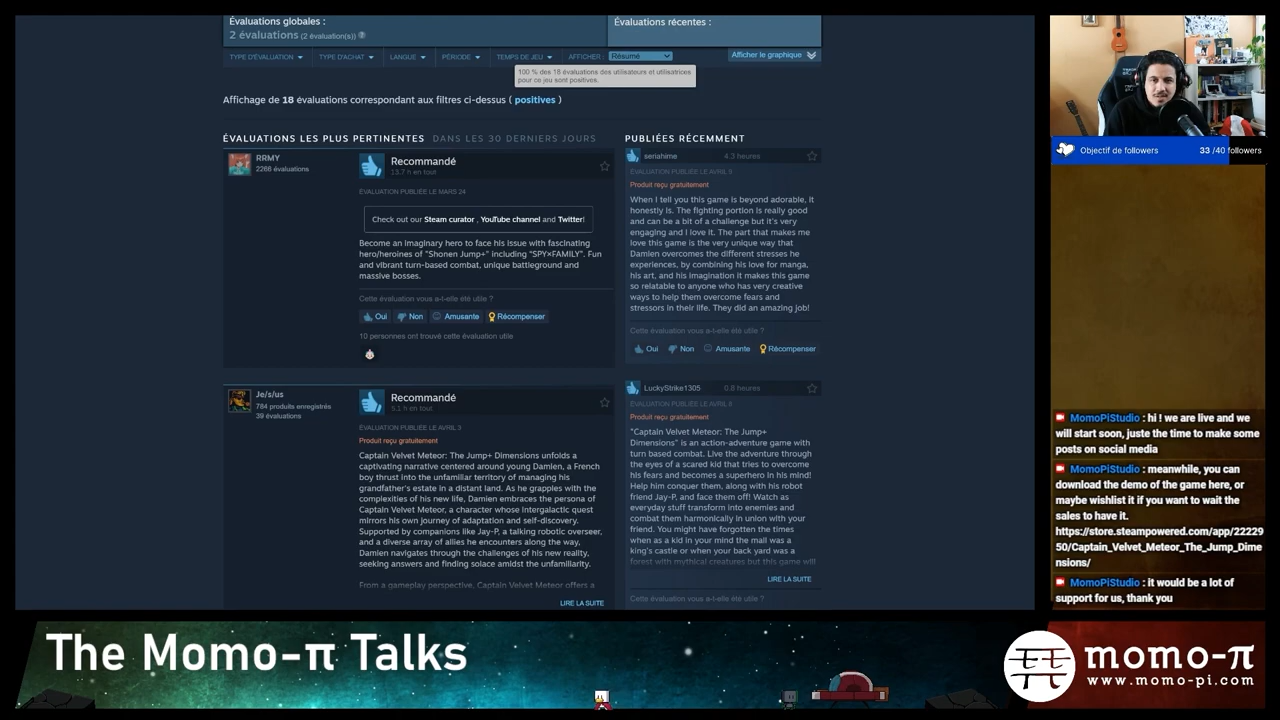 Évaluations globales :
2 évaluations (2 évaluation(s))
Évaluations récentes :
TYPE D'ÉVALUATION
TYPE D'ACHAT
LANGUE
PÉRIODE
TEMPS DE JEU
AFFICHER
Résumé
Afficher le graphique
100 % des 18 évaluations des utilisateurs et utilisatrices
pour ce jeu sont positives.
Affichage de 18 évaluations correspondant aux filtres ci-dessus ( positives )
ÉVALUATIONS LES PLUS PERTINENTES DANS LES 30 DERNIERS JOURS
RRMY
2266 évaluations
Recommandé
13.7 h en tout
ÉVALUATION PUBLIÉE LE MARS 24
Check out our Steam curator , YouTube channel and Twitter!
Become an imaginary hero to face his issue with fascinating
hero/heroines of "Shonen Jump+" including "SPY×FAMILY". Fun
and vibrant turn-based combat, unique battleground and
massive bosses.
Cette évaluation vous a-t-elle été utile ?
Oui
Non
Amusante
Récompenser
10 personnes ont trouvé cette évaluation utile
Je/s/us
784 produits enregistrés
39 évaluations
Recommandé
5.1 h en tout
ÉVALUATION PUBLIÉE LE AVRIL 3
Produit reçu gratuitement
Captain Velvet Meteor: The Jump+ Dimensions unfolds a
captivating narrative centered around young Damien, a French
boy thrust into the unfamiliar territory of managing his
grandfather's estate in a distant land. As he grapples with the
complexities of his new life, Damien embraces the persona of
Captain Velvet Meteor, a character whose intergalactic quest
mirrors his own journey of adaptation and self-discovery.
Supported by companions like Jay-P, a talking robotic overseer,
and a diverse array of allies he encounters along the way,
Damien navigates through the challenges of his new reality,
seeking answers and finding solace amidst the unfamiliarity.
From a gameplay perspective, Captain Velvet Meteor offers a
LIRE LA SUITE
PUBLIÉES RÉCEMMENT
seriahime
4.3 heures
ÉVALUATION PUBLIÉE LE AVRIL 9
Produit reçu gratuitement
When I tell you this game is beyond adorable, it
honestly is. The fighting portion is really good
and can be a bit of a challenge but it's very
engaging and I love it. The part that makes me
love this game is the very unique way that
Damien overcomes the different stresses he
experiences, by combining his love for manga,
his art, and his imagination it makes this game
so relatable to anyone who has very creative
ways to help them overcome fears and
stressors in their life. They did an amazing job!
Cette évaluation vous a-t-elle été utile ?
Oui
Non
Amusante
Récompenser
LuckyStrike1305
0.8 heures
Produit reçu gratuitement
"Captain Velvet Meteor: The Jump+
Dimensions" is an action-adventure game with
turn based combat. Live the adventure through
the eyes of a scared kid that tries to overcome
his fears and becomes a superhero in his mind!
Help him conquer them, along with his robot
friend Jay-P, and face them off! Watch as
everyday stuff transform into enemies and
combat them harmonically in union with your
friend. You might have forgotten the times
when as a kid in your mind the mall was a
king's castle or when your back yard was a
forest with mythical creatures but this game will
LIRE LA SUITE
Cette évaluation vous a-t-elle été utile ?
Objectif de followers
33 /40 followers
MomoPiStudio : hi ! we are live and we
will start soon, juste the time to make some
posts on social media
MomoPiStudio : meanwhile, you can
download the demo of the game here, or
maybe wishlist it if you want to wait the
sales to have it.
https://store.steampowered.com/app/22229
50/Captain_Velvet_Meteor_The_Jump_Dime
nsions/
MomoPiStudio : it would be a lot of
support for us, thank you
The Momo-π Talks
momo-π
www.momo-pi.com